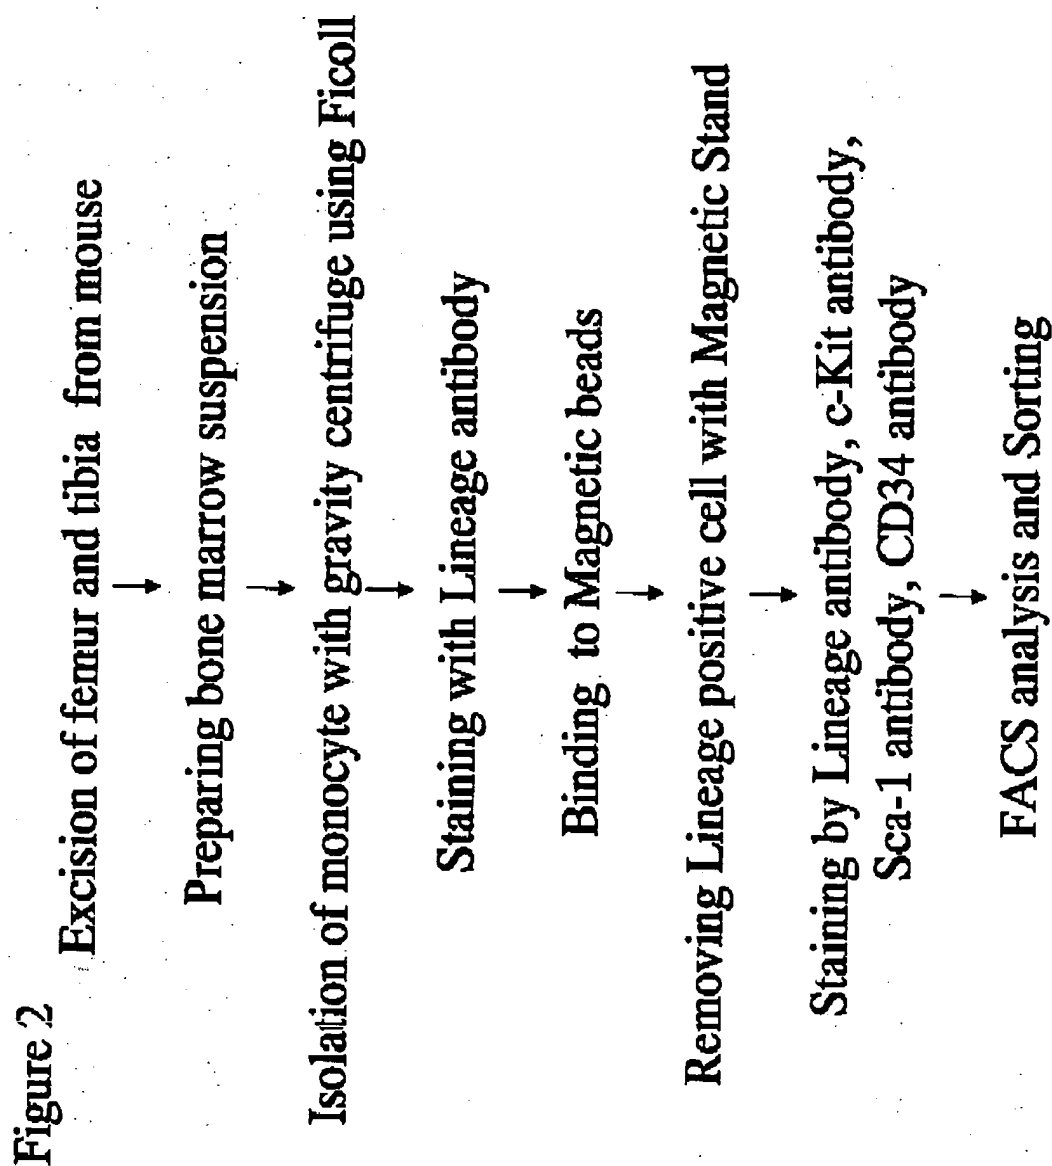 Figure 2
Excision of femur and tibia from mouse
Preparing bone marrow suspension
Isolation of monocyte with gravity centrifuge using Ficoll
Staining with Lineage antibody
Binding to Magnetic beads
Removing Lineage positive cell with Magnetic Stand
Staining by Lineage antibody, c-Kit antibody,
Sca-1 antibody, CD34 antibody
FACS analysis and Sorting